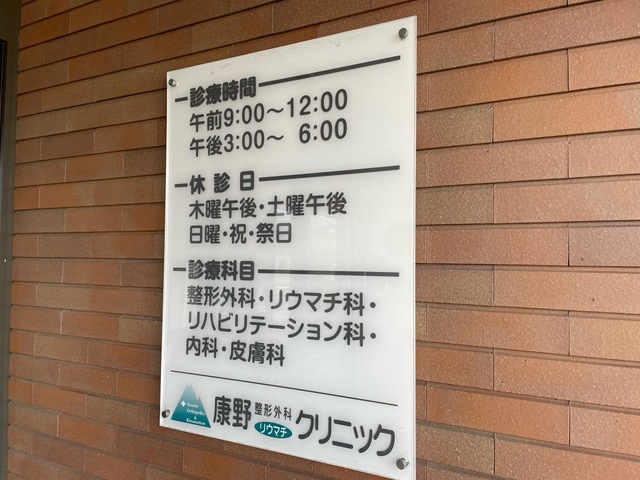 診療時間
午前9:00〜12:00
午後3:00〜 6:00
休診日
木曜午後・土曜午後
日曜・祝・祭日
診療科目
整形外科・リウマチ科・
リハビリテーション科・
内科・皮膚科
康野 整形外科 リウマチ クリニック